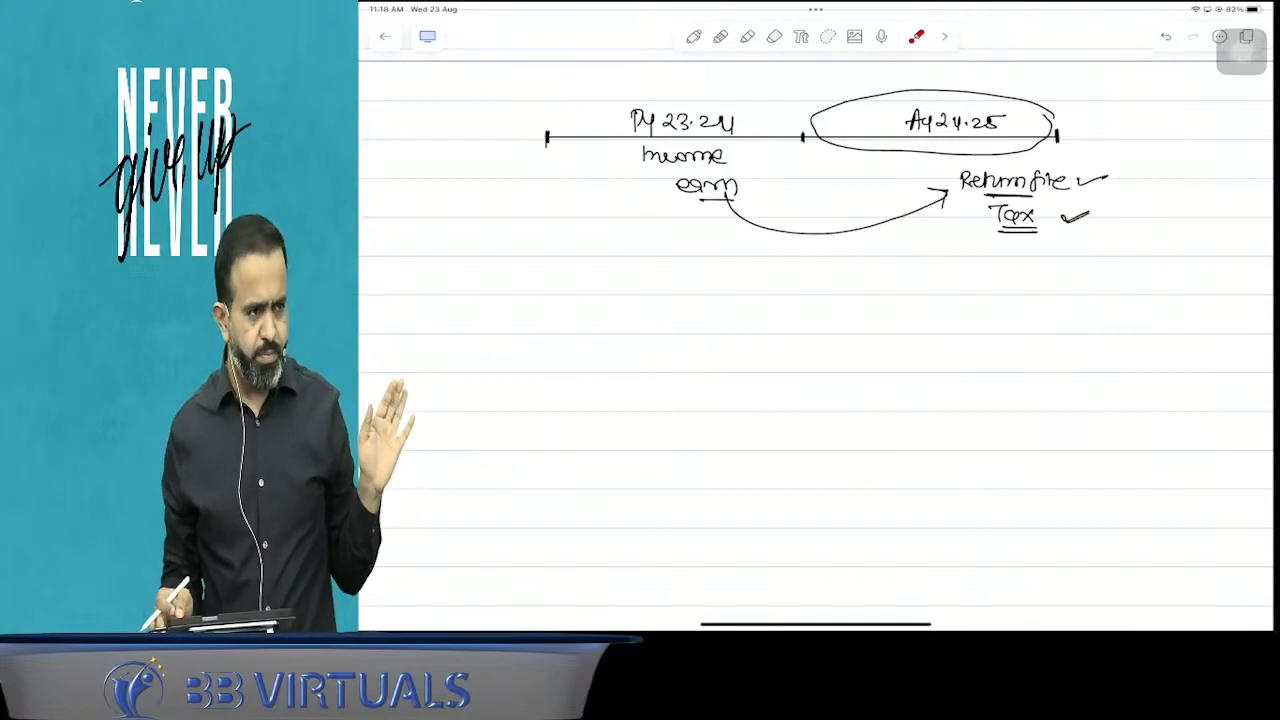 11:18 AM Wed 23 Aug
82%
NEVER
give up
NEVER
Tt
Py 23.24
Ay 24.25
Income
earn
Return file
Tax
BB VIRTUALS